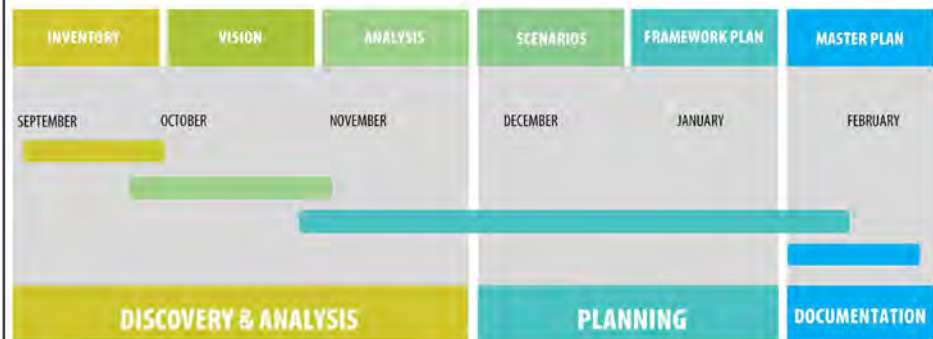 INVENTORY VISION ANALYSIS SCENARIOS FRAMEWORK PLAN MASTER PLAN
SEPTEMBER OCTOBER NOVEMBER DECEMBER JANUARY FEBRUARY
DISCOVERY & ANALYSIS PLANNING DOCUMENTATION